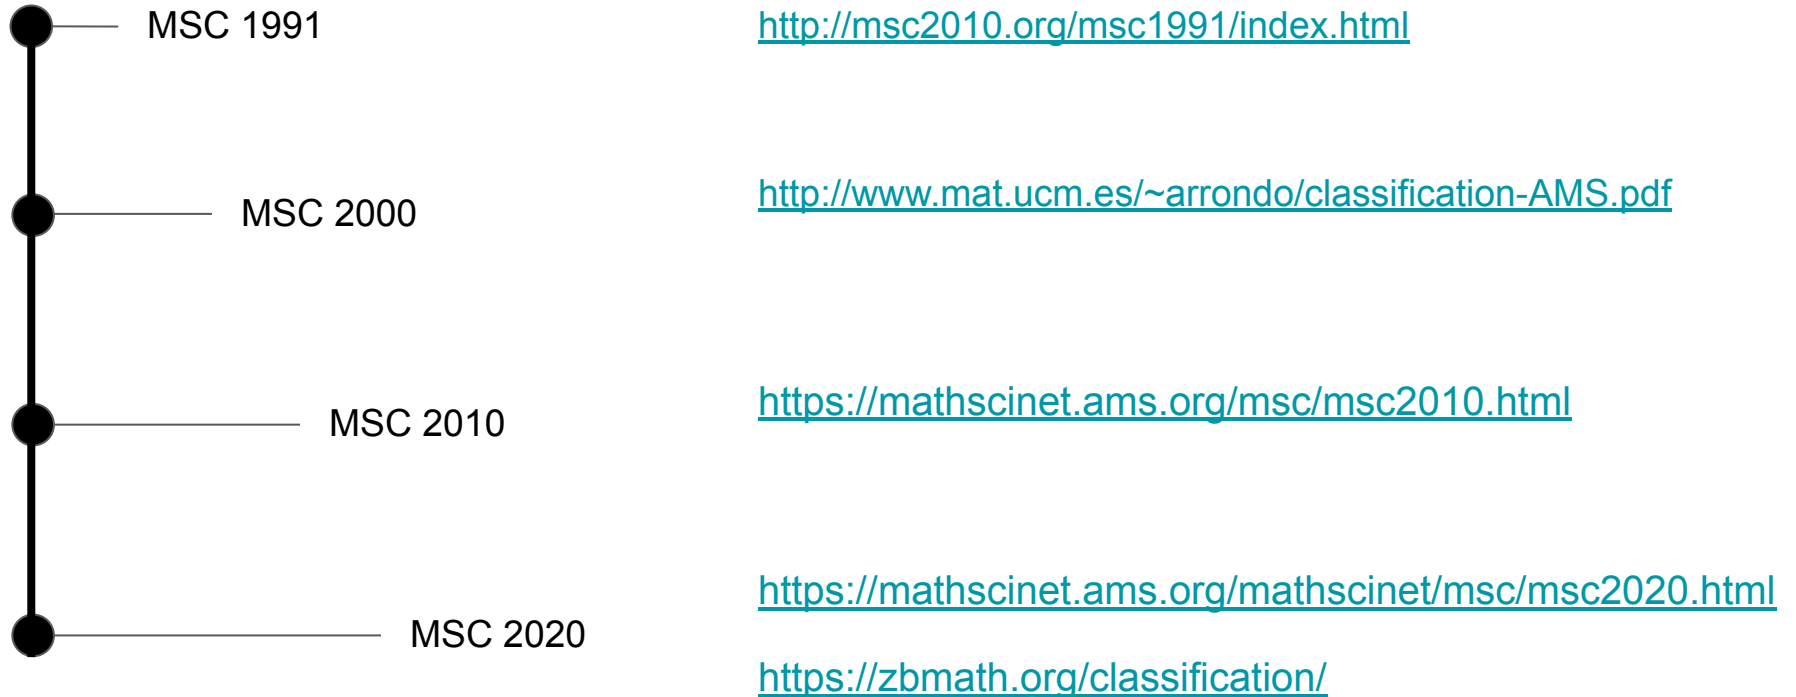 MSC 1991
http://msc2010.org/msc1991/index.html
http://www.mat.ucm.es/~arrondo/classification-AMS.pdf
MSC 2000
https://mathscinet.ams.org/msc/msc2010.html
MSC 2010
https://mathscinet.ams.org/mathscinet/msc/msc2020.html
MSC 2020
https://zbmath.org/classification/